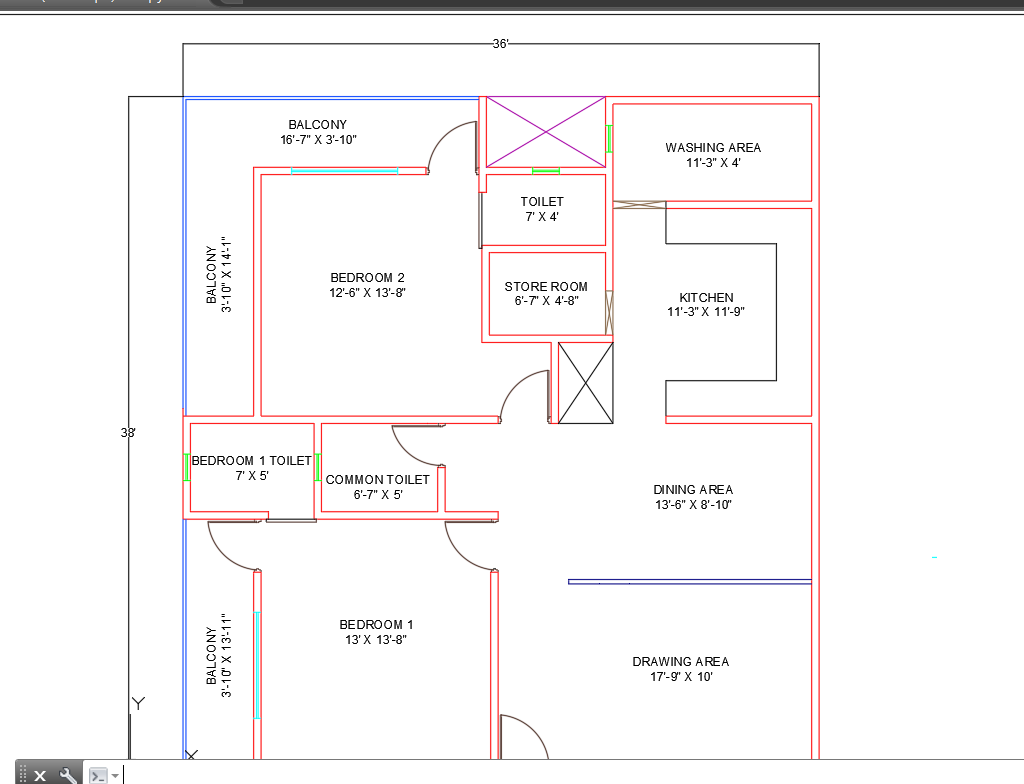 36'
BALCONY
16'-7" X 3'-10"
WASHING AREA
11'-3" X 4'
TOILET
7' X 4'
BALCONY
3'-10" X 14'-1"
BEDROOM 2
12'-6" X 13'-8"
STORE ROOM
6'-7" X 4'-8"
KITCHEN
11'-3" X 11'-9"
38'
BEDROOM 1 TOILET
7' X 5'
COMMON TOILET
6'-7" X 5'
DINING AREA
13'-6" X 8'-10"
BALCONY
3'-10" X 13'-11"
BEDROOM 1
13' X 13'-8"
DRAWING AREA
17'-9" X 10'
Y
X